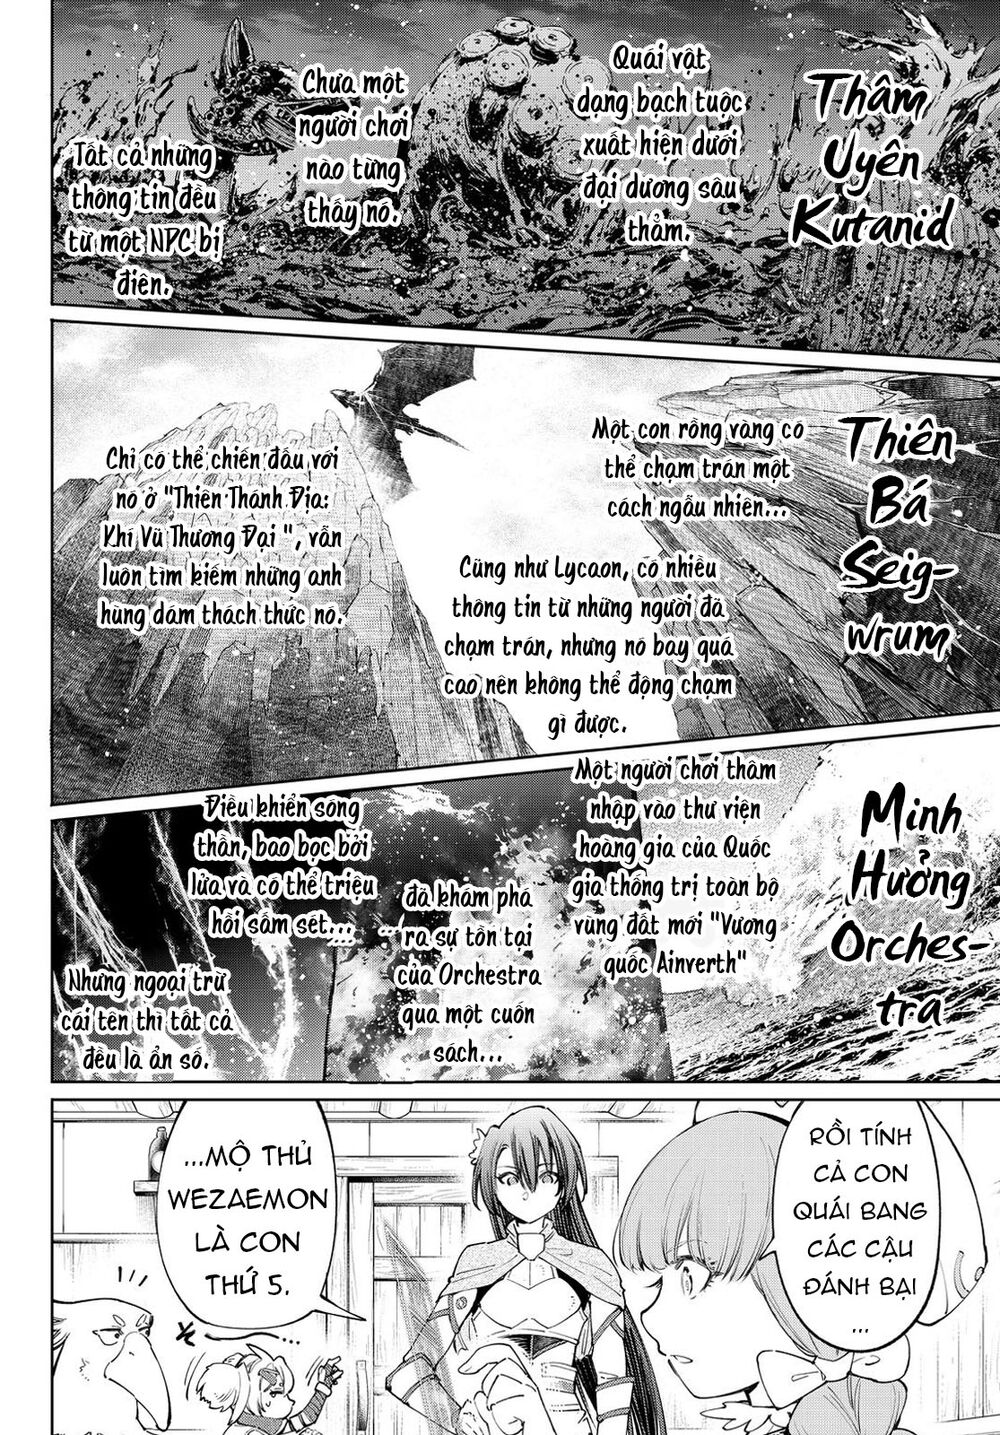 Thâm
Uyên
Kutanid
Quái vật
dạng bạch tuộc
xuất hiện dưới
đại dương sâu
thẳm.
Chưa một
người chơi
nào từng
thấy nó.
Tất cả những
thông tin đều
từ một NPC bị
điên.
Thiên
Bá
Seig-
wrum
Một con rồng vàng có
thể chạm trán một
cách ngẫu nhiên...
Cũng như Lycaon, có nhiều
thông tin từ những người đã
chạm trán, nhưng nó bay quá
cao nên không thể động chạm
gì được.
Chỉ có thể chiến đấu với
nó ở "Thiên Thánh Địa:
Khí Vũ Thương Đại ", vẫn
luôn tìm kiếm những anh
hùng dám thách thức nó.
Minh
Hưởng
Orches-
tra
Một người chơi thâm
nhập vào thư viện
hoàng gia của Quốc
gia thống trị toàn bộ
vùng đất mới "Vương
quốc Ainverth"
đã khám phá
ra sự tồn tại
của Orchestra
qua một cuốn
sách...
Điều khiển sóng
thần, bao bọc bởi
lửa và có thể triệu
hồi sấm sét...
Nhưng ngoại trừ
cái tên thì tất cả
đều là ẩn số.
RỒI TÍNH
CẢ CON
QUÁI BANG
CÁC CẬU
ĐÁNH BẠI
...
...MỘ THỦ
WEZAEMON
LÀ CON
THỨ 5.